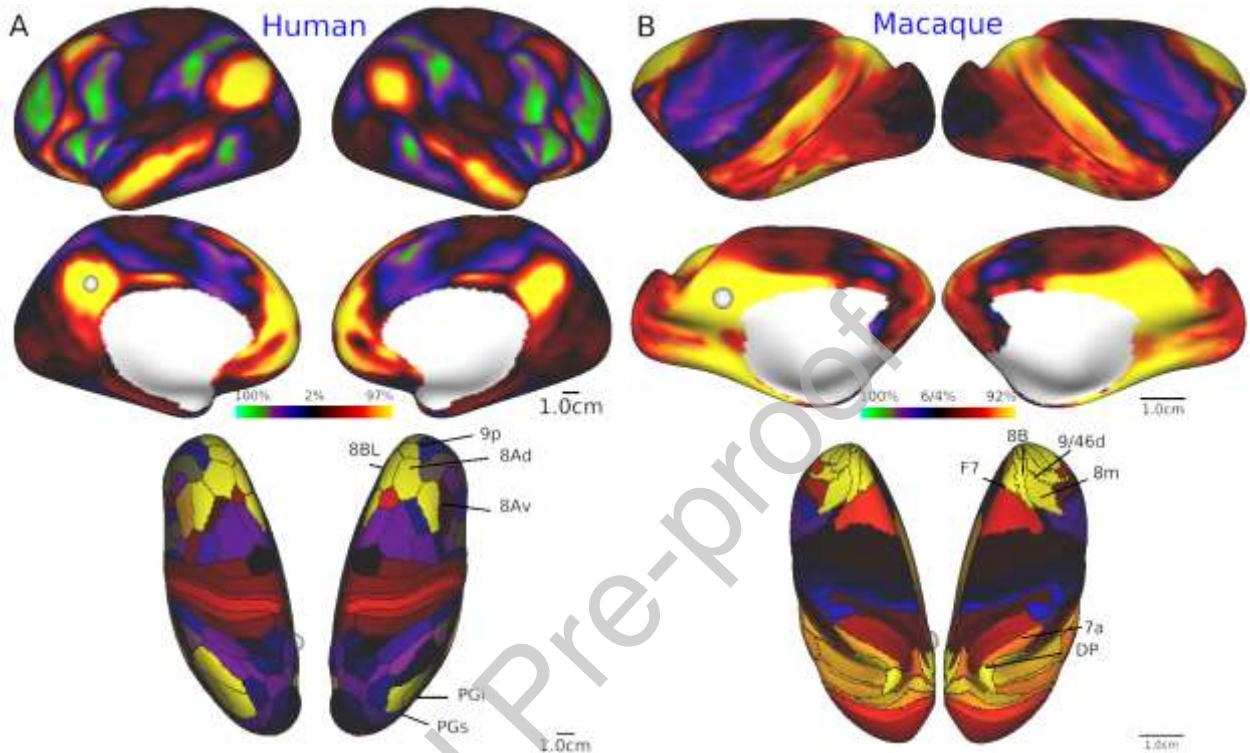 A Human
B Macaque
100% 2% 97%
1.0cm
100% 6/4% 92%
1.0cm
8BL
9p
8Ad
8Av
PGi
PGs
1.0cm
8B
9/46d
F7
8m
7a
DP
1.0cm
Pre-proof